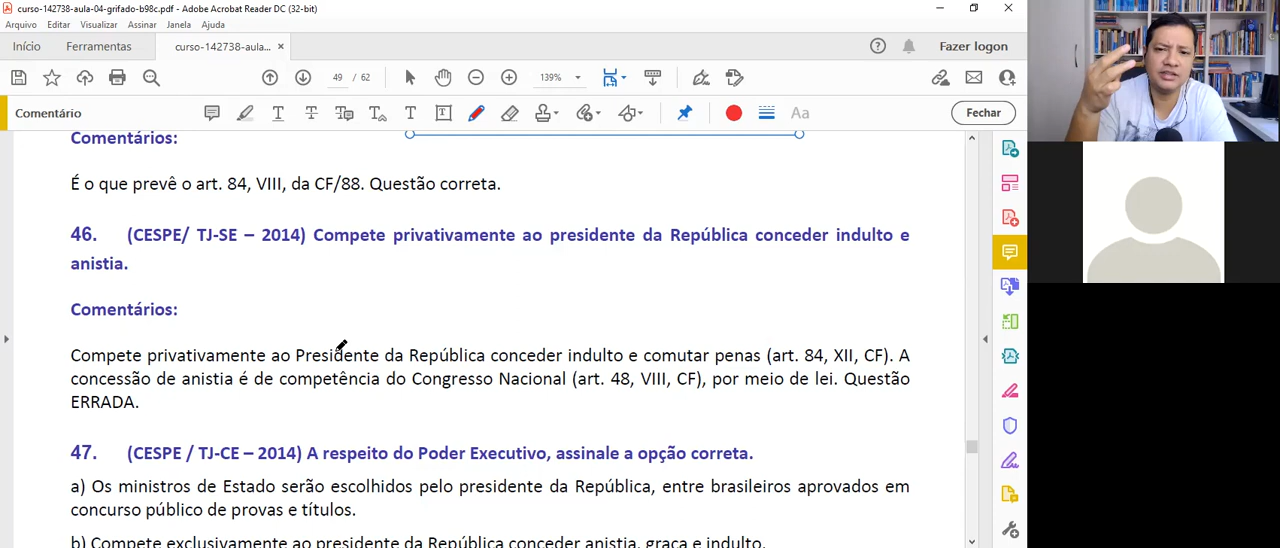 curso-142738-aula-04-grifado-b98c.pdf - Adobe Acrobat Reader DC (32-bit)
Arquivo Editar Visualizar Assinar Janela Ajuda
Início Ferramentas curso-142738-aula... × Fazer logon
49 / 62 139%
Comentário T T T T T Aa Fechar
Comentários:
É o que prevê o art. 84, VIII, da CF/88. Questão correta.
46. (CESPE/ TJ-SE – 2014) Compete privativamente ao presidente da República conceder indulto e
anistia.
Comentários:
Compete privativamente ao Presidente da República conceder indulto e comutar penas (art. 84, XII, CF). A
concessão de anistia é de competência do Congresso Nacional (art. 48, VIII, CF), por meio de lei. Questão
ERRADA.
47. (CESPE / TJ-CE – 2014) A respeito do Poder Executivo, assinale a opção correta.
a) Os ministros de Estado serão escolhidos pelo presidente da República, entre brasileiros aprovados em
concurso público de provas e títulos.
b) Compete exclusivamente ao presidente da República conceder anistia, graça e indulto.